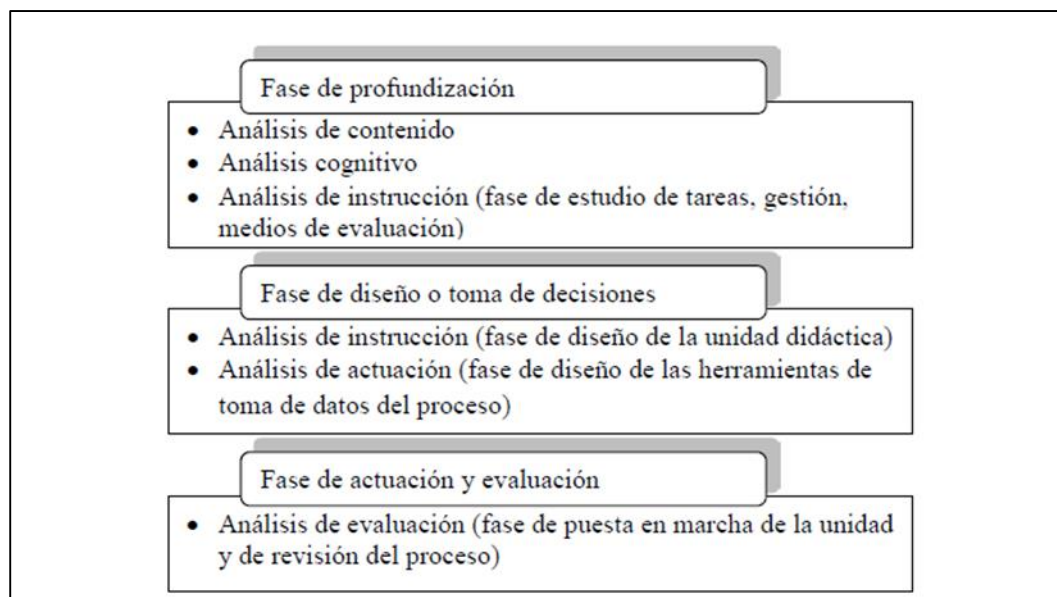 Fase de profundización
• Análisis de contenido
• Análisis cognitivo
• Análisis de instrucción (fase de estudio de tareas, gestión,
medios de evaluación)
Fase de diseño o toma de decisiones
• Análisis de instrucción (fase de diseño de la unidad didáctica)
• Análisis de actuación (fase de diseño de las herramientas de
toma de datos del proceso)
Fase de actuación y evaluación
• Análisis de evaluación (fase de puesta en marcha de la unidad
y de revisión del proceso)